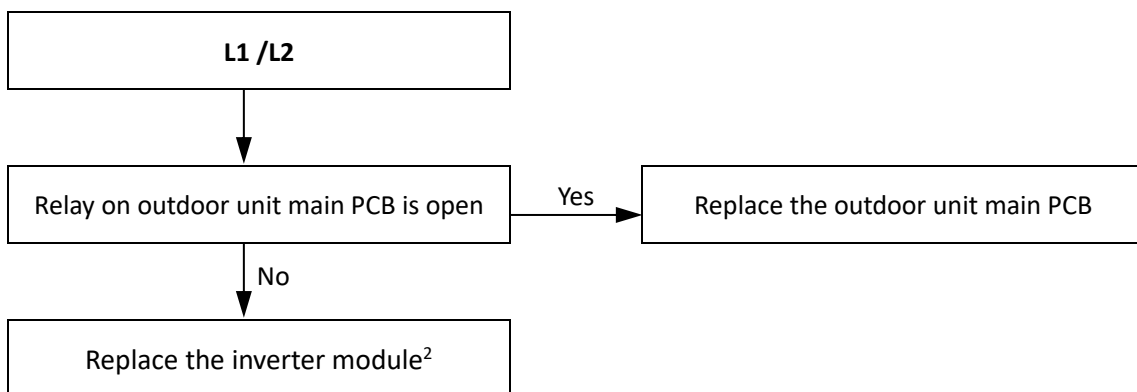 L1 /L2
Relay on outdoor unit main PCB is open
Yes
Replace the outdoor unit main PCB
No
Replace the inverter module²